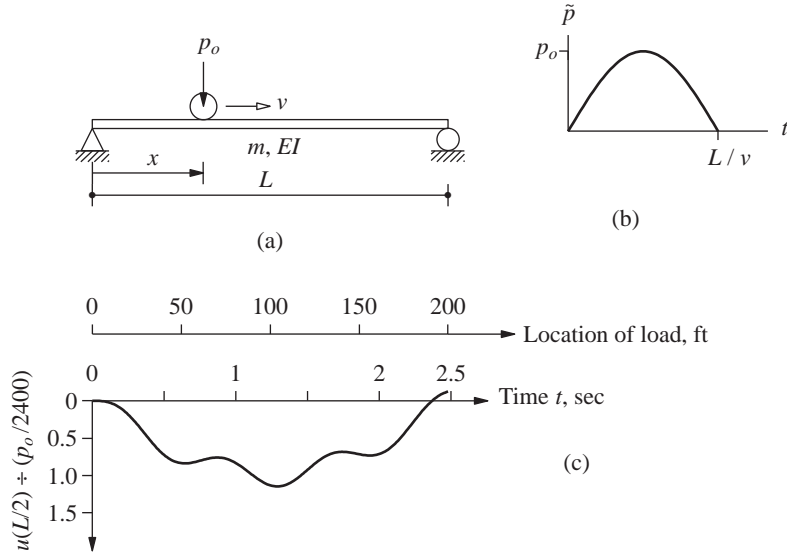 p_o
v
m, EI
x
L
(a)
p̃
p_o
t
L / v
(b)
0 50 100 150 200
Location of load, ft
0 1 2 2.5
Time t, sec
0
0.5
1.0
1.5
u(L/2) ÷ (p_o /2400)
(c)